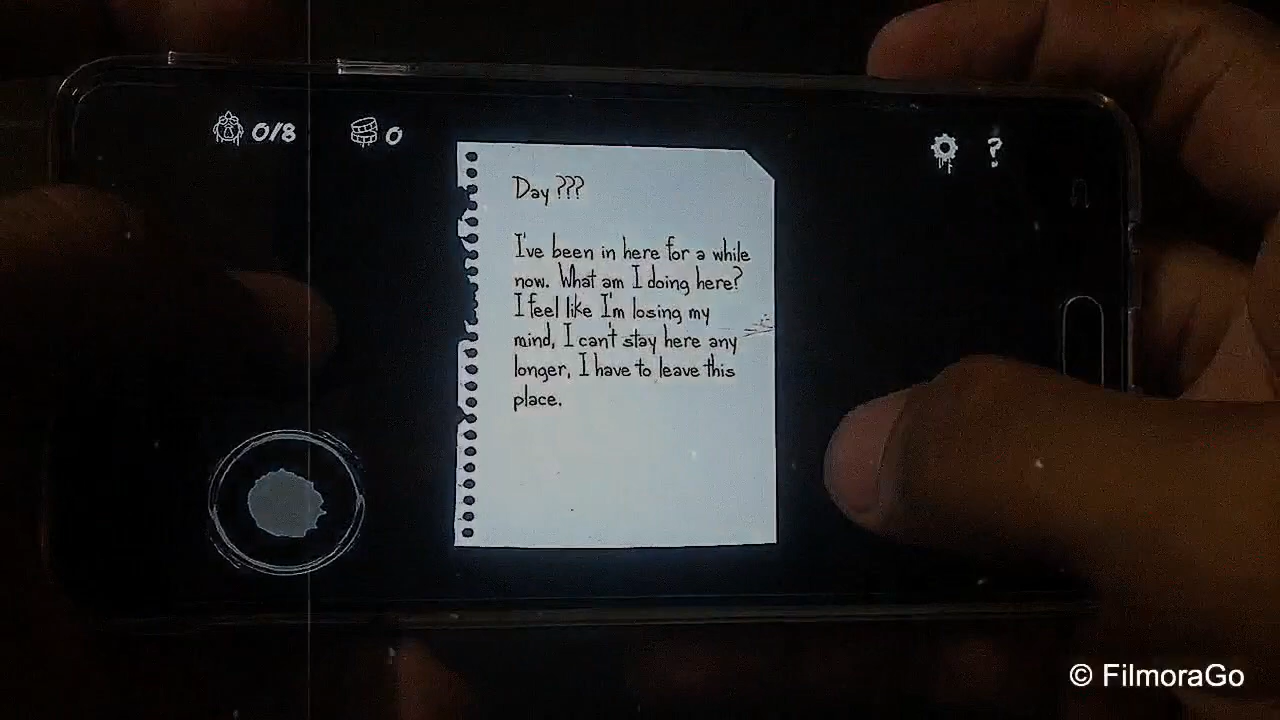 0/8
0
?
Day ???
I've been in here for a while
now. What am I doing here?
I feel like I'm losing my
mind, I can't stay here any
longer, I have to leave this
place.
© FilmoraGo